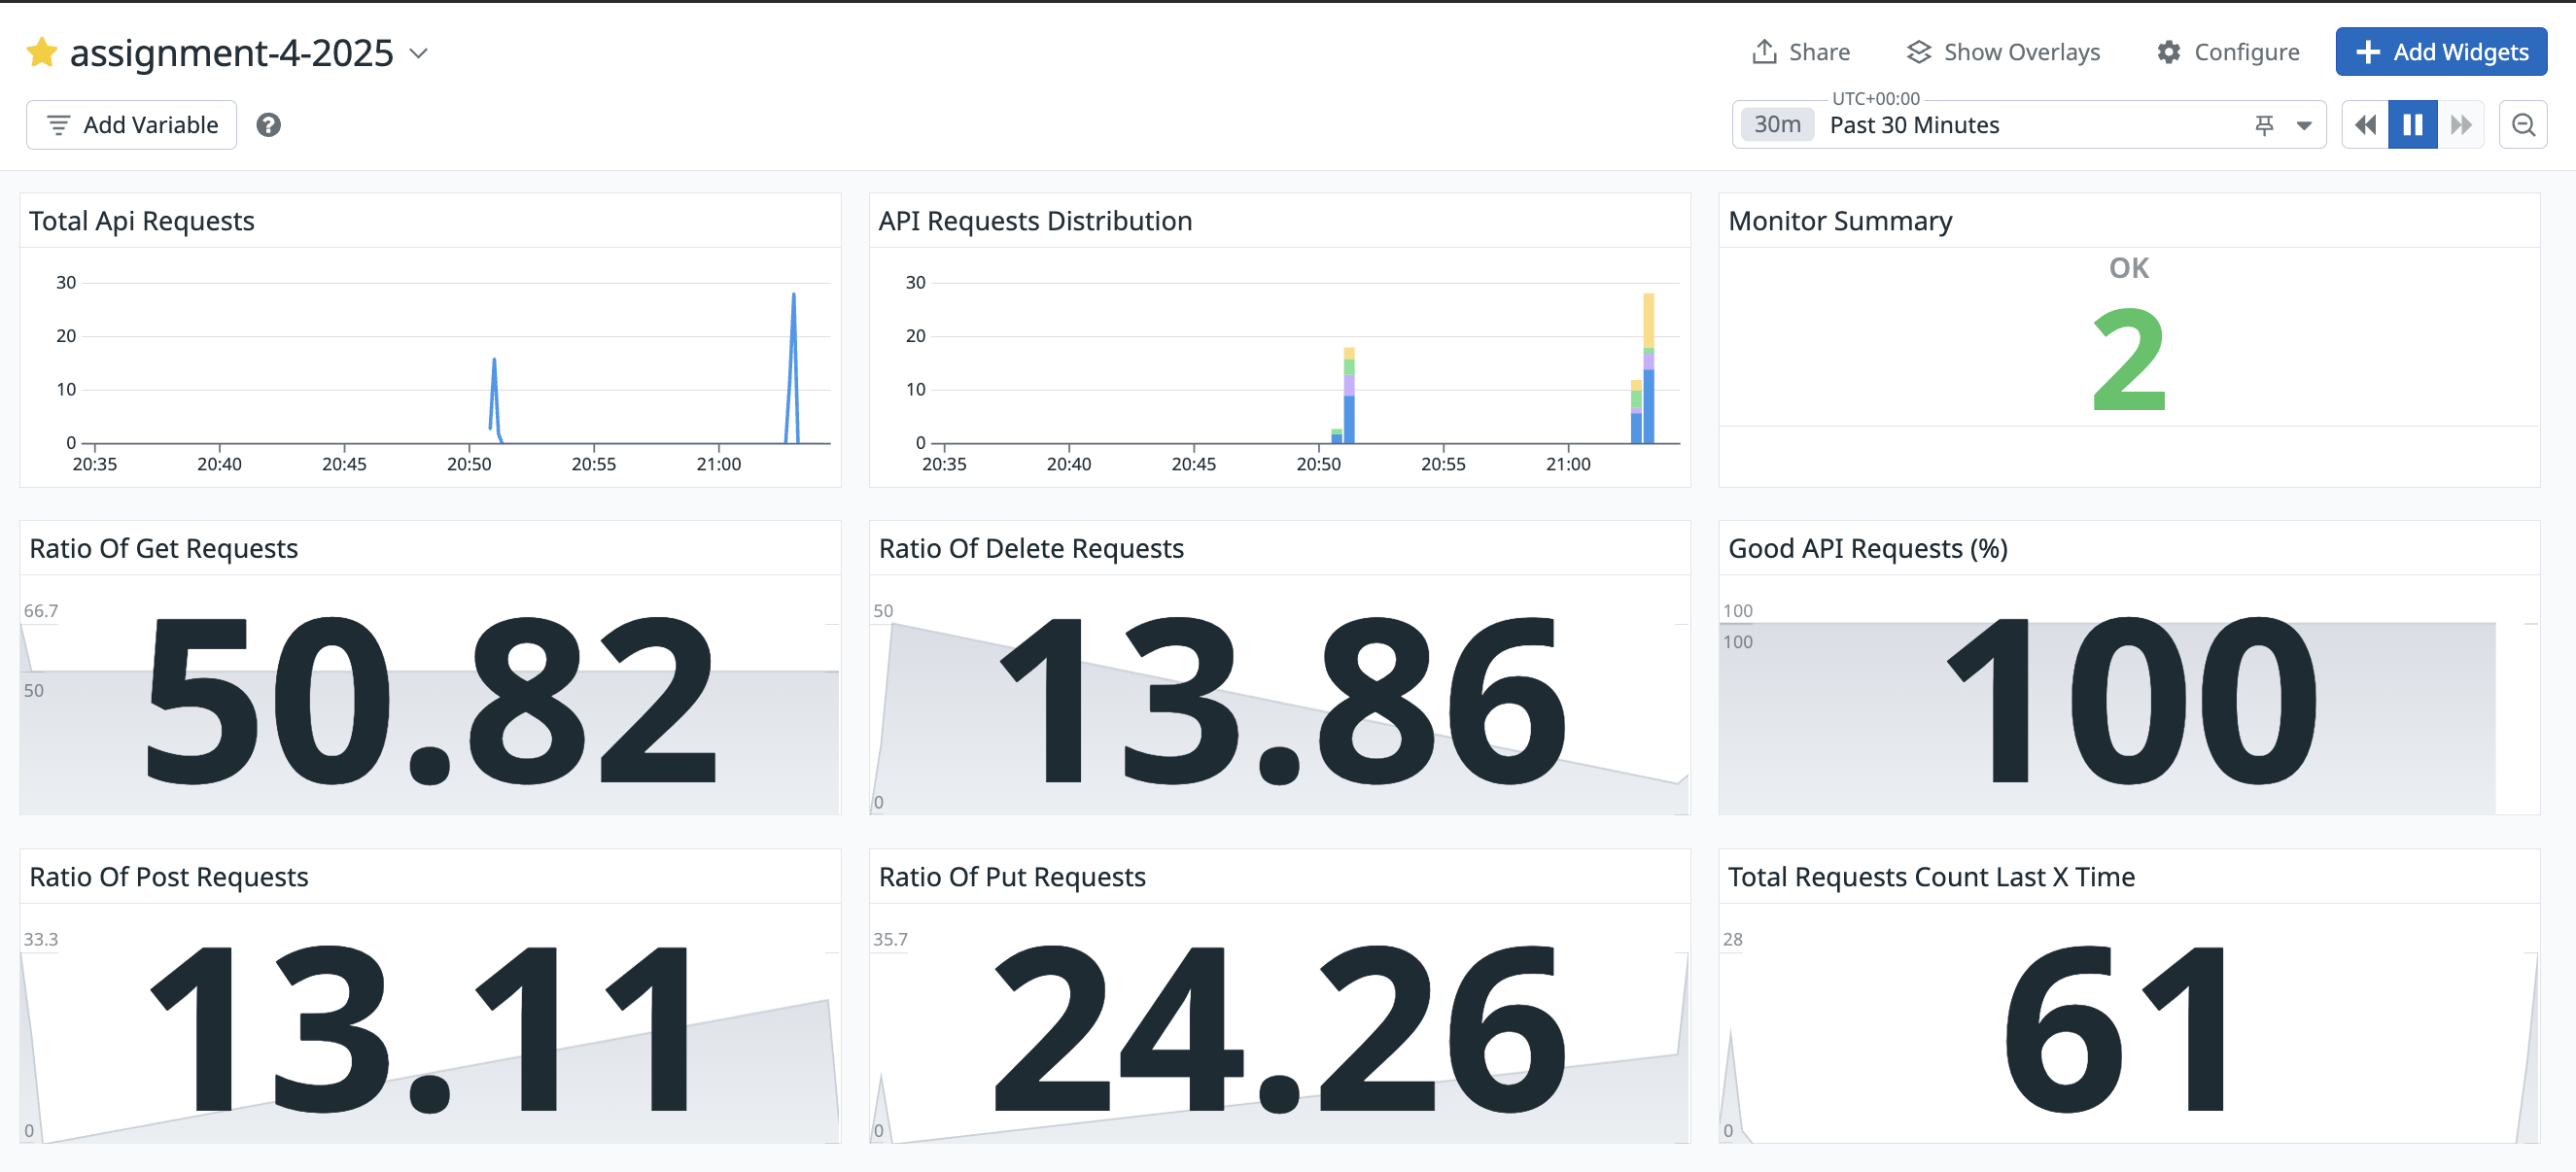 assignment-4-2025
Share
Show Overlays
Configure
Add Widgets
Add Variable
?
UTC+00:00
30m
Past 30 Minutes
Total Api Requests
30
20
10
0
20:35 20:40 20:45 20:50 20:55 21:00
API Requests Distribution
30
20
10
0
20:35 20:40 20:45 20:50 20:55 21:00
Monitor Summary
OK
2
Ratio Of Get Requests
66.7
50
50.82
Ratio Of Delete Requests
50
0
13.86
Good API Requests (%)
100
100
100
Ratio Of Post Requests
33.3
0
13.11
Ratio Of Put Requests
35.7
0
24.26
Total Requests Count Last X Time
28
0
61